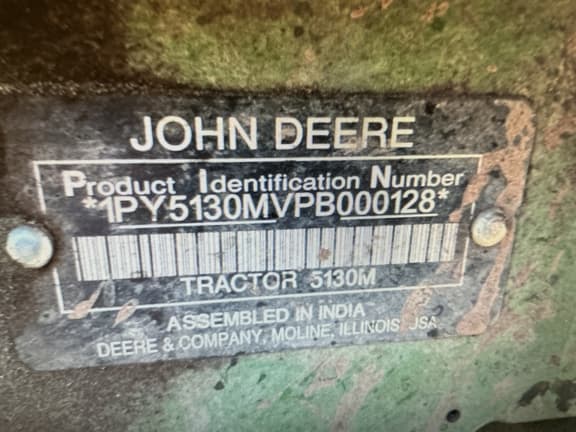 JOHN DEERE
Product Identification Number
*1PY5130MVPB000128*
TRACTOR 5130M
ASSEMBLED IN INDIA
DEERE & COMPANY, MOLINE, ILLINOIS USA